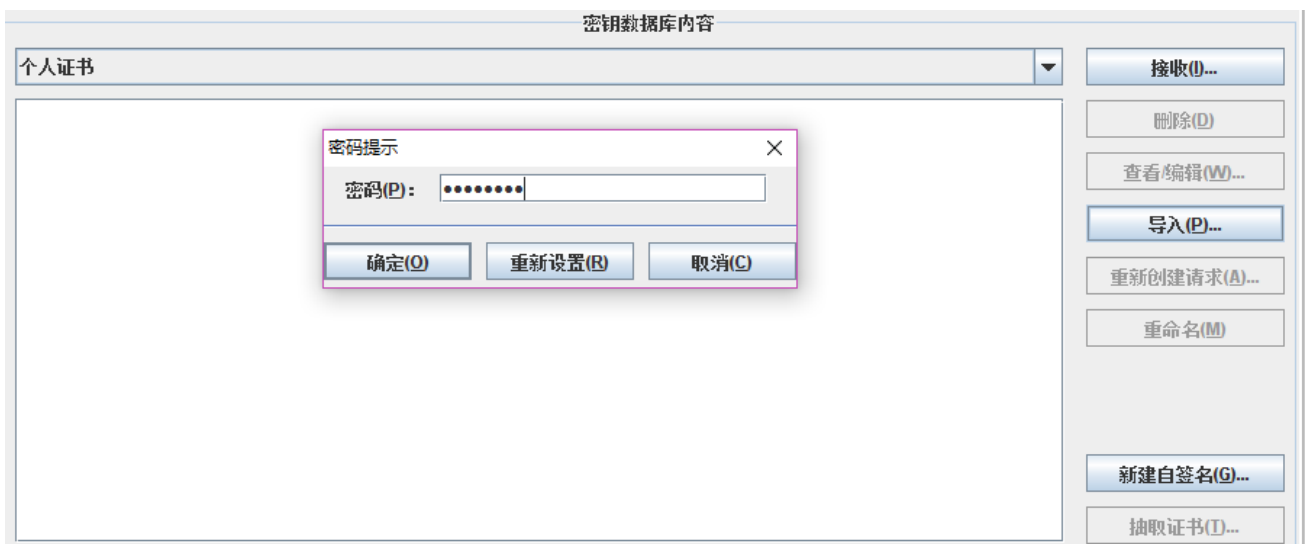 密钥数据库内容
个人证书
接收(I)...
删除(D)
密码提示
查看/编辑(W)...
密码(P):
导入(P)...
确定(O)
重新设置(R)
取消(C)
重新创建请求(A)...
重命名(M)
新建自签名(G)...
抽取证书(T)...